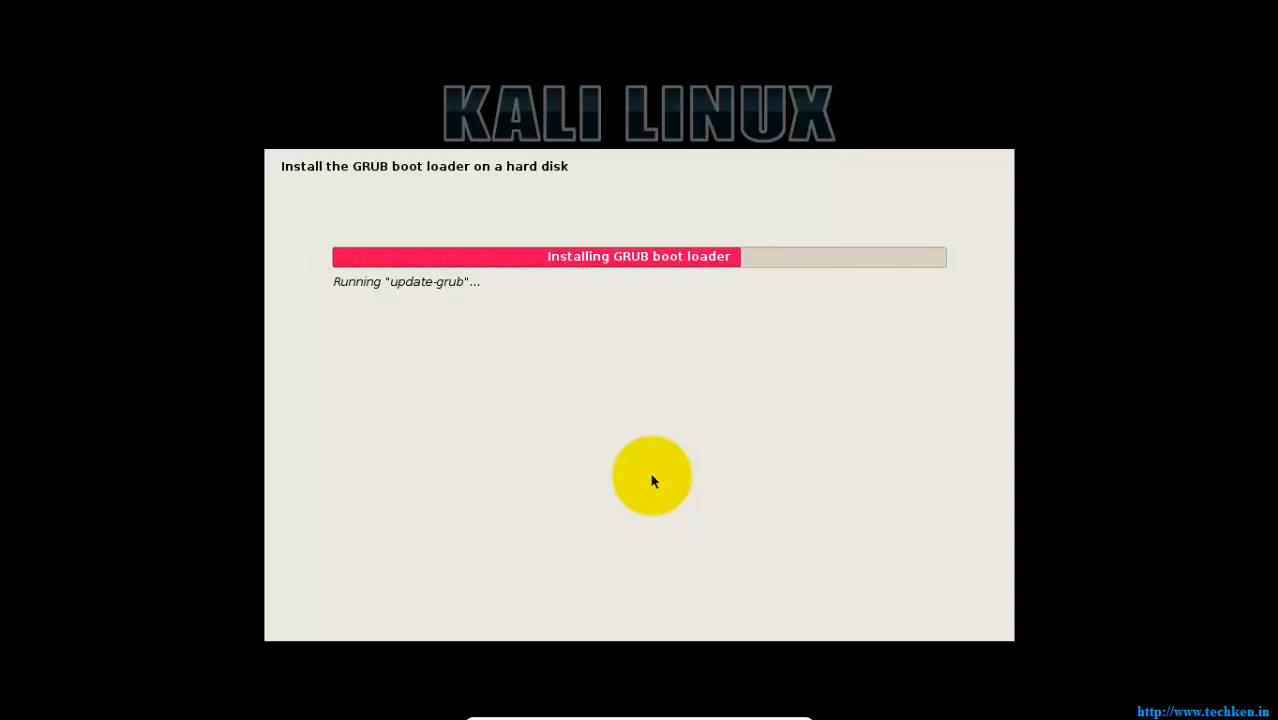 KALI LINUX
Install the GRUB boot loader on a hard disk
Installing GRUB boot loader
Running "update-grub"...
http://www.techken.in